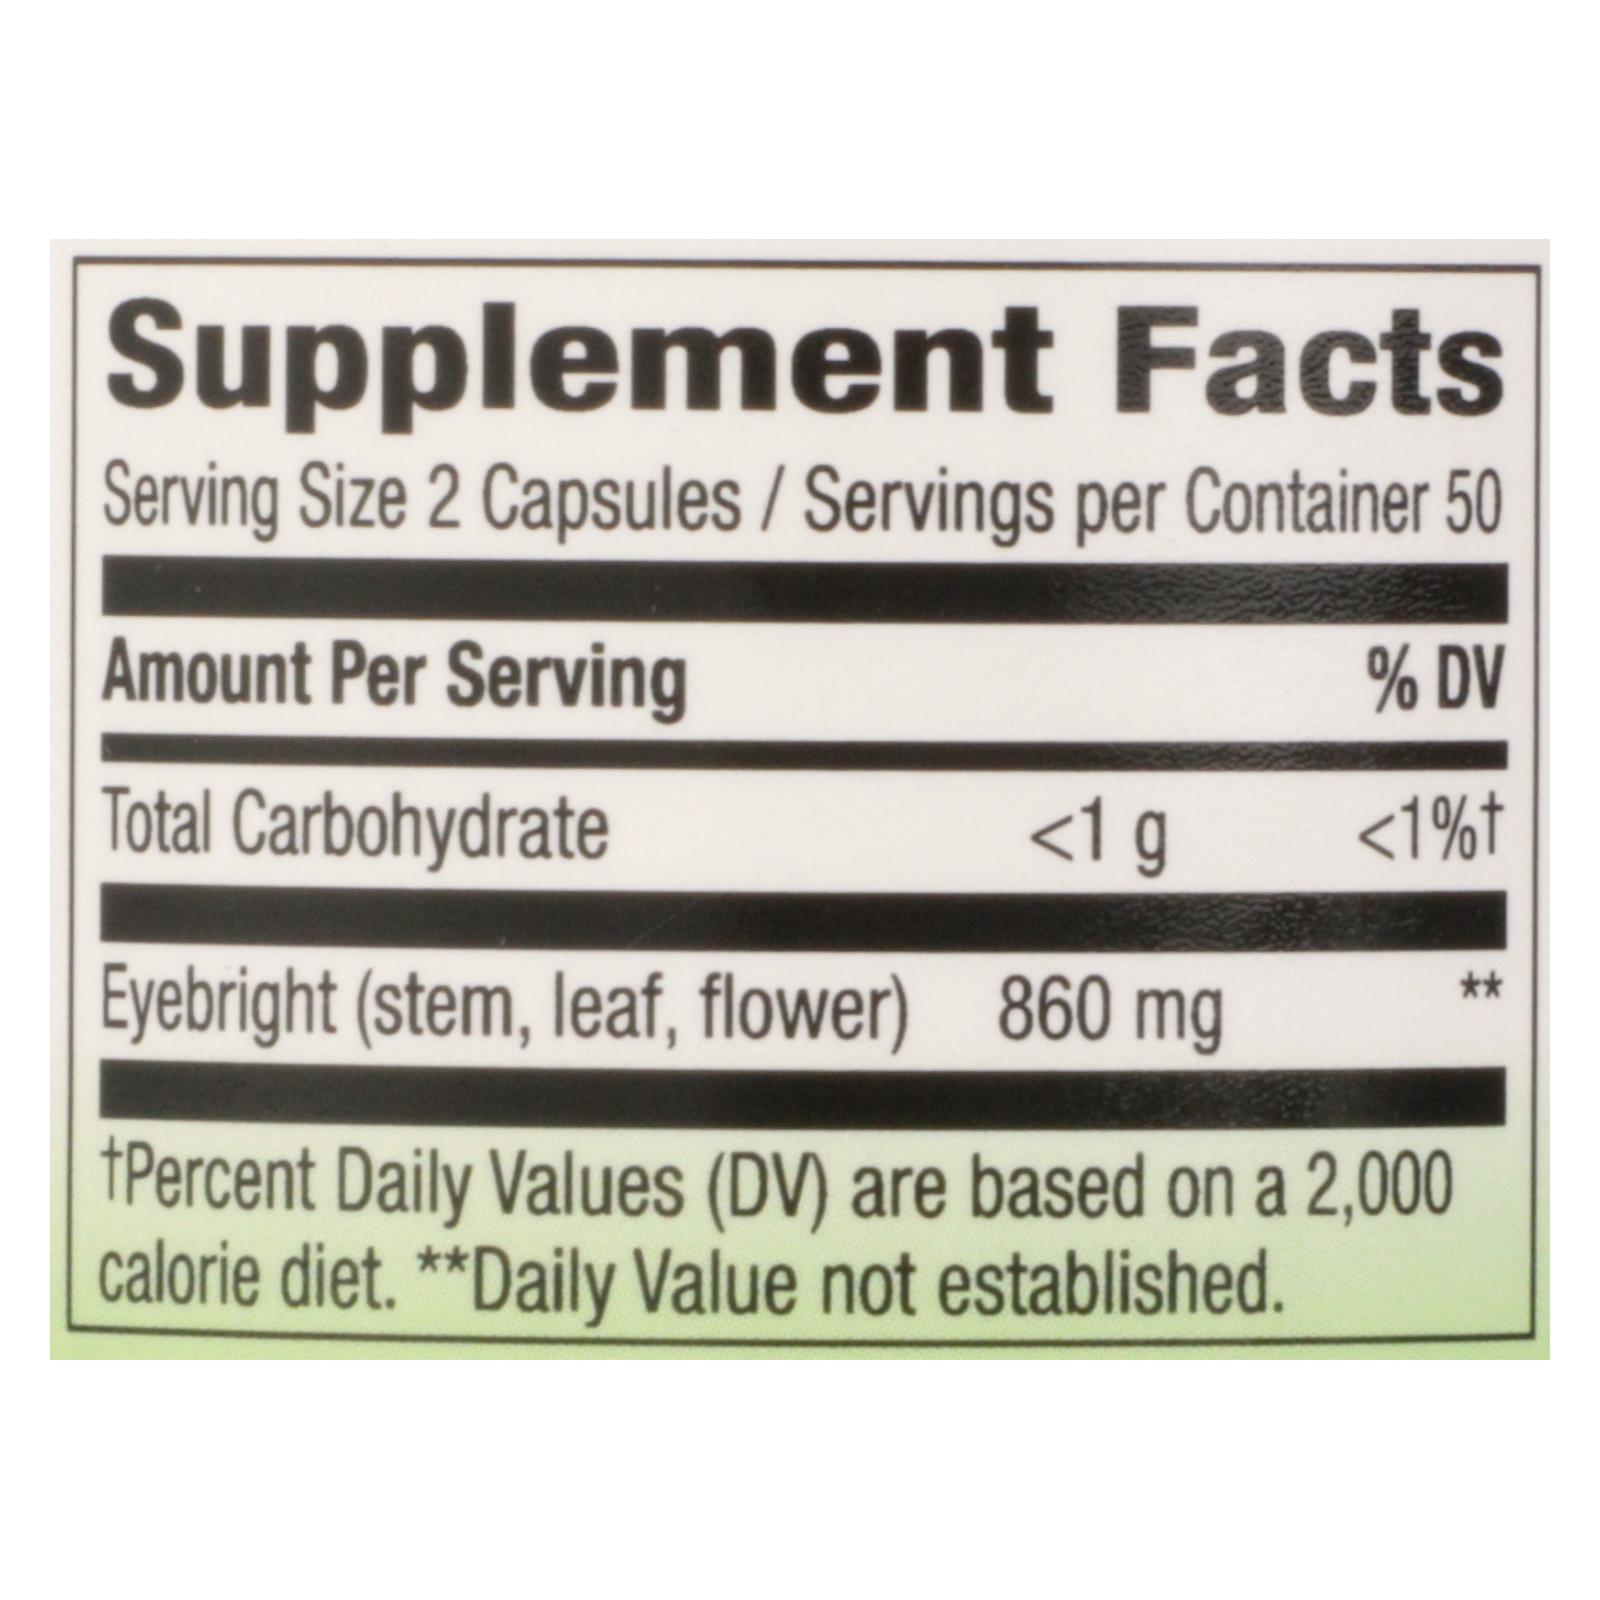 Supplement Facts
Serving Size 2 Capsules / Servings per Container 50
Amount Per Serving % DV
Total Carbohydrate <1 g <1%†
Eyebright (stem, leaf, flower) 860 mg **
†Percent Daily Values (DV) are based on a 2,000
calorie diet. **Daily Value not established.